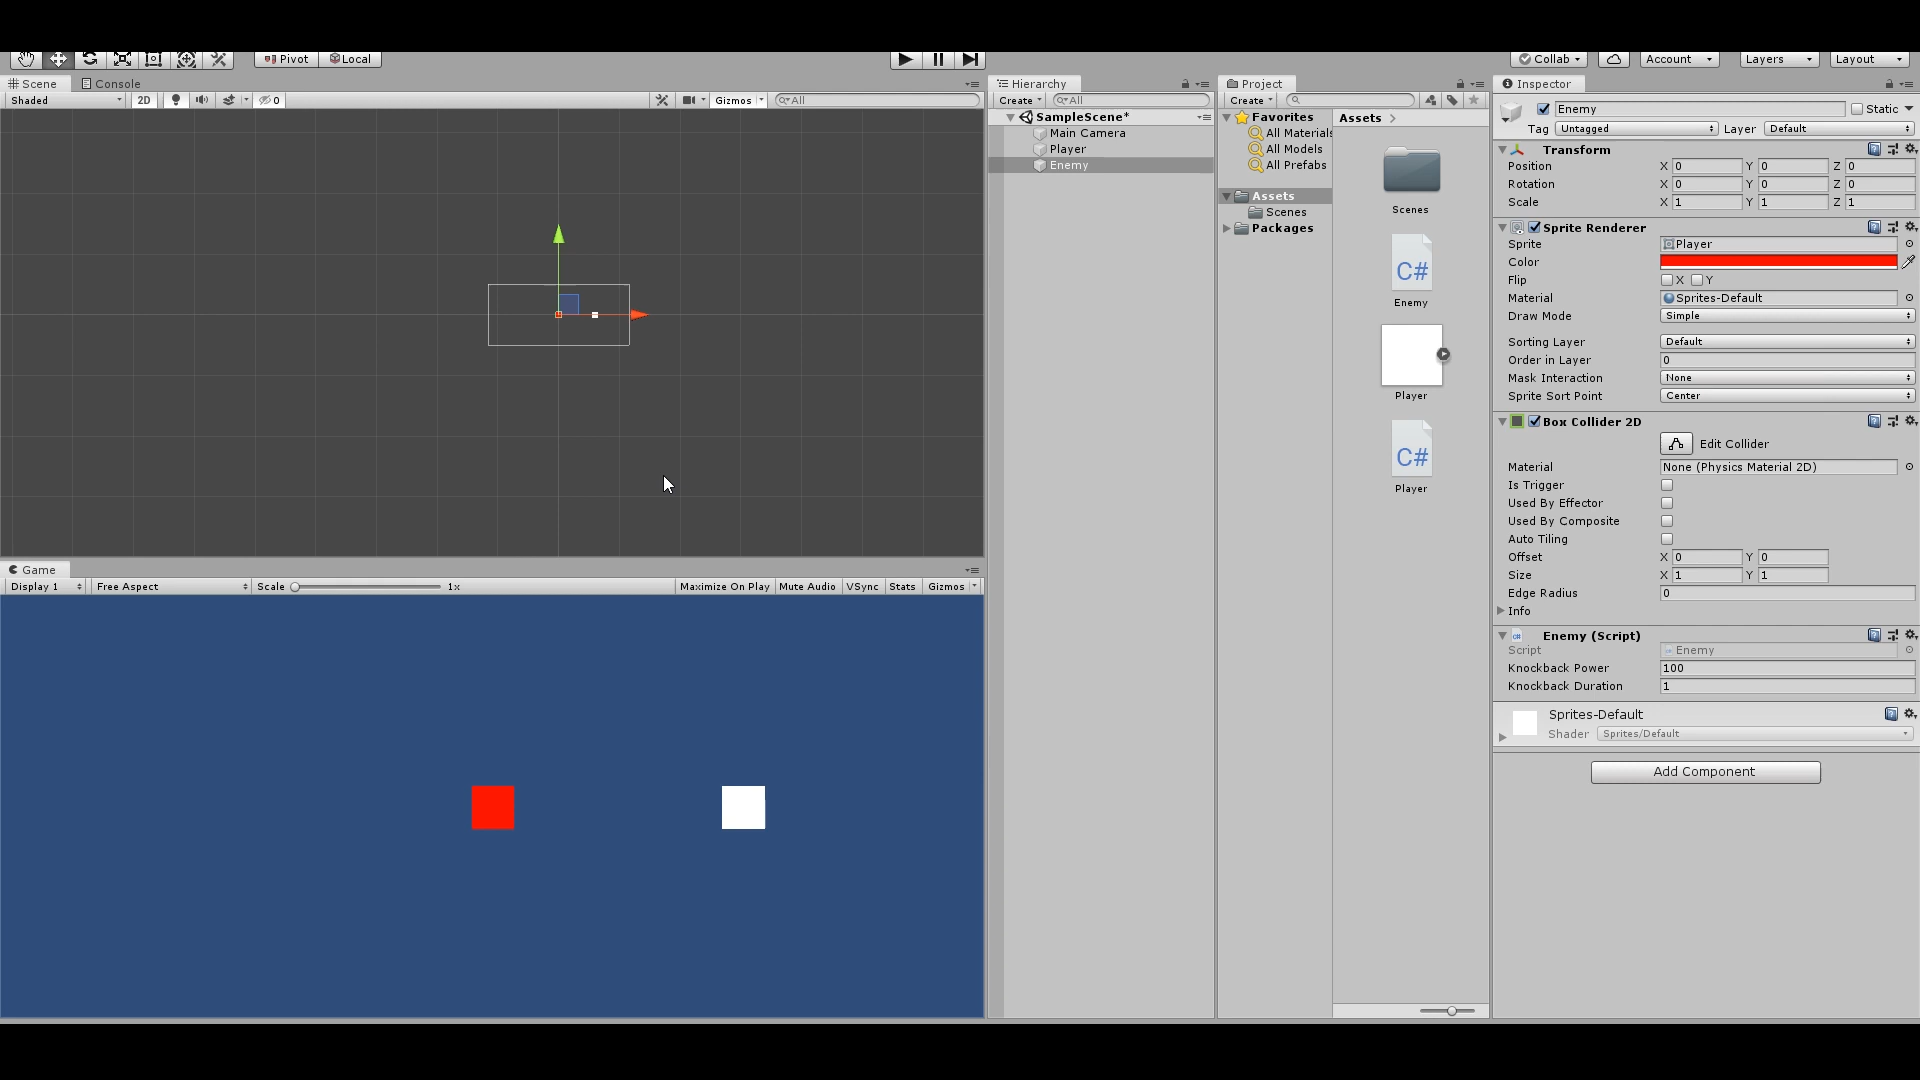 Pivot Local Collab Account Layers Layout
Scene Console
Shaded 2D 0 Gizmos All
Game
Display 1 Free Aspect Scale 1x Maximize On Play Mute Audio VSync Stats Gizmos
Hierarchy
Create All
SampleScene*
Main Camera
Player
Enemy
Project
Create
Favorites
All Materials
All Models
All Prefabs
Assets
Scenes
Packages
Assets
Scenes
C#
Enemy
Player
C#
Player
Inspector
Enemy Static
Tag Untagged Layer Default
Transform
Position X 0 Y 0 Z 0
Rotation X 0 Y 0 Z 0
Scale X 1 Y 1 Z 1
Sprite Renderer
Sprite Player
Color
Flip X Y
Material Sprites-Default
Draw Mode Simple
Sorting Layer Default
Order in Layer 0
Mask Interaction None
Sprite Sort Point Center
Box Collider 2D
Edit Collider
Material None (Physics Material 2D)
Is Trigger
Used By Effector
Used By Composite
Auto Tiling
Offset X 0 Y 0
Size X 1 Y 1
Edge Radius 0
Info
Enemy (Script)
Script Enemy
Knockback Power 100
Knockback Duration 1
Sprites-Default
Shader Sprites/Default
Add Component